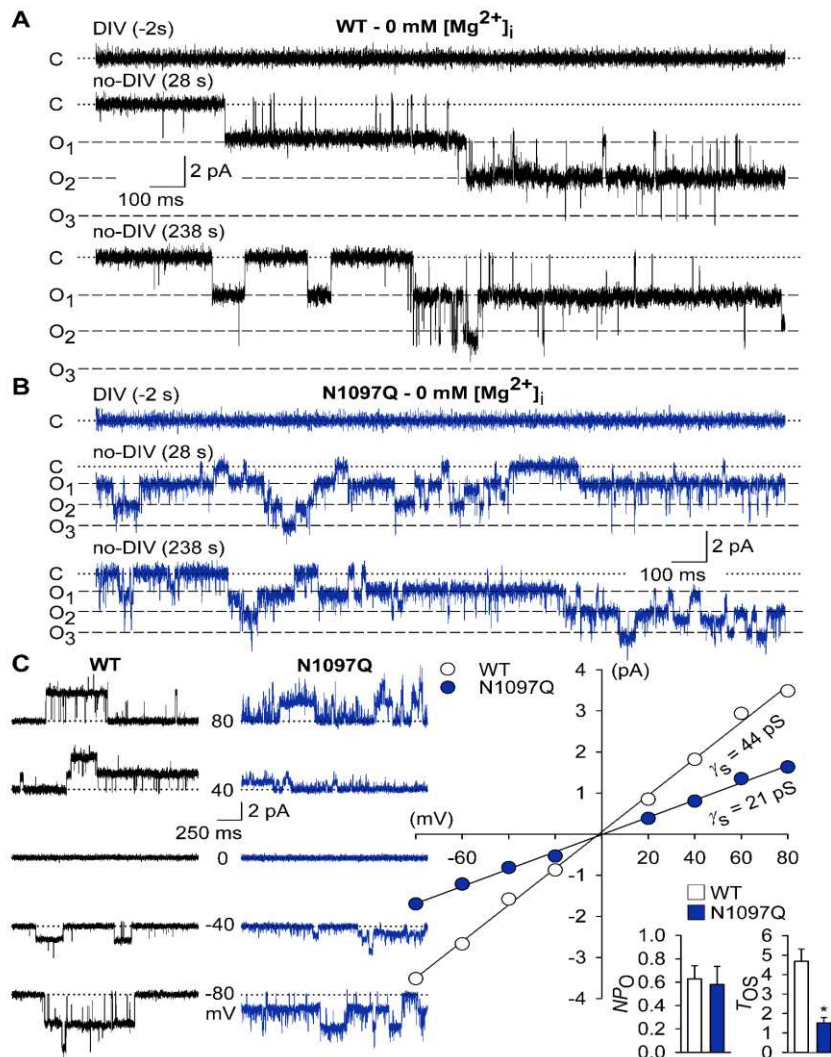 A
WT - 0 mM [Mg²⁺]ᵢ
DIV (-2s)
C
no-DIV (28 s)
C
O₁
O₂
O₃
2 pA
100 ms
no-DIV (238 s)
C
O₁
O₂
O₃
B
DIV (-2 s)
N1097Q - 0 mM [Mg²⁺]ᵢ
C
no-DIV (28 s)
C
O₁
O₂
O₃
2 pA
100 ms
no-DIV (238 s)
C
O₁
O₂
O₃
C
WT
N1097Q
80
40
2 pA
250 ms
0
-40
-80
mV
WT
N1097Q
(pA)
4
3
2
1
-1
-2
-3
-4
(mV)
-60
-20
20
40
60
80
γₛ = 44 pS
γₛ = 21 pS
WT
N1097Q
NPO
1.0
0.8
0.6
0.4
0.2
0.0
TOS
6
5
4
3
2
1
0
*